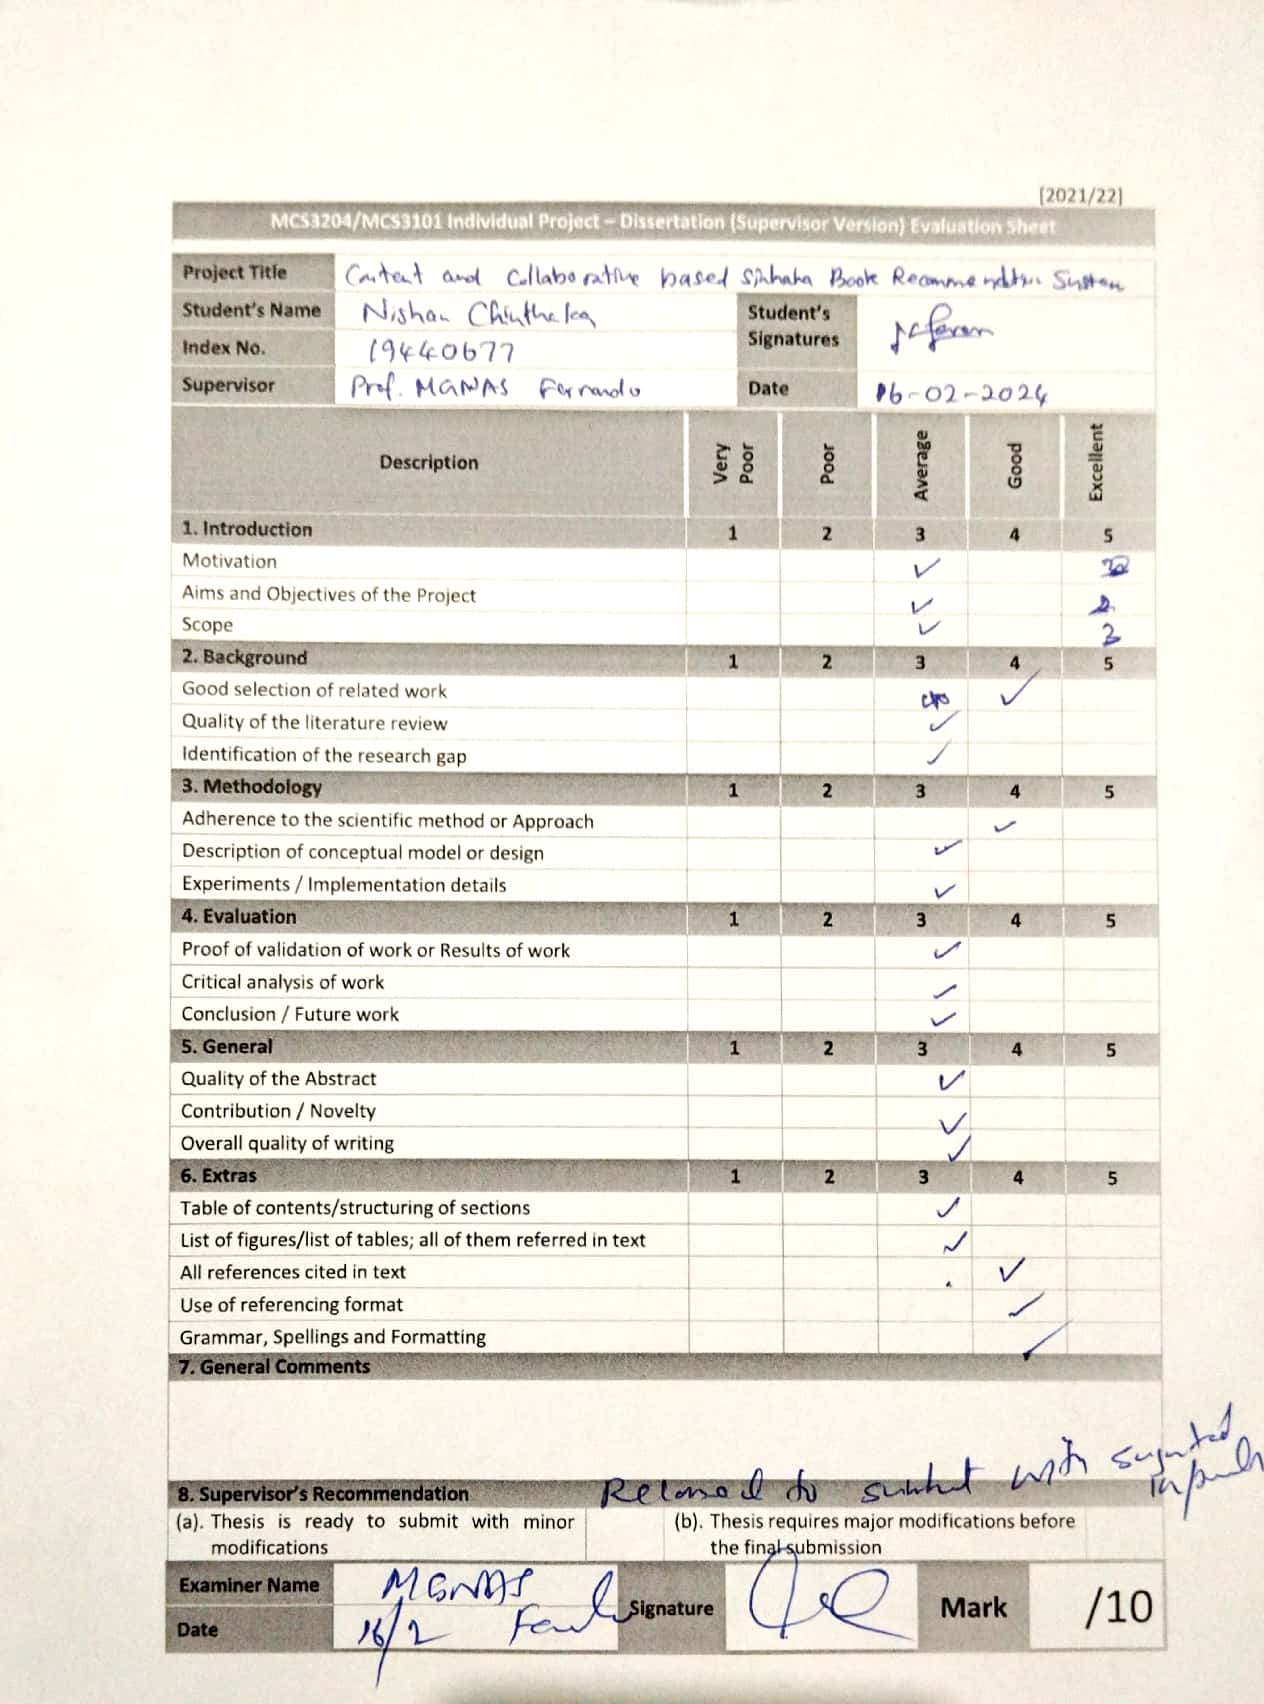 [2021/22]
MCS3204/MCS3101 Individual Project – Dissertation (Supervisor Version) Evaluation Sheet
Project Title Content and Collaborative based Sinhala Book Recommendation System
Student's Name Nishan Chinthaka Student's Signatures
Index No. 19440677
Supervisor Prof. MGNAS Fernando Date 16-02-2024
Description Very Poor Poor Average Good Excellent
1. Introduction 1 2 3 4 5
Motivation ✓
Aims and Objectives of the Project ✓
Scope ✓
2. Background 1 2 3 4 5
Good selection of related work ✓
Quality of the literature review ✓
Identification of the research gap ✓
3. Methodology 1 2 3 4 5
Adherence to the scientific method or Approach ✓
Description of conceptual model or design ✓
Experiments / Implementation details ✓
4. Evaluation 1 2 3 4 5
Proof of validation of work or Results of work ✓
Critical analysis of work ✓
Conclusion / Future work ✓
5. General 1 2 3 4 5
Quality of the Abstract ✓
Contribution / Novelty ✓
Overall quality of writing ✓
6. Extras 1 2 3 4 5
Table of contents/structuring of sections ✓
List of figures/list of tables; all of them referred in text ✓
All references cited in text ✓
Use of referencing format ✓
Grammar, Spellings and Formatting ✓
7. General Comments
8. Supervisor's Recommendation to submit with
(a). Thesis is ready to submit with minor modifications
(b). Thesis requires major modifications before the final submission
Examiner Name MGNAS Signature Mark /10
Date 16/2